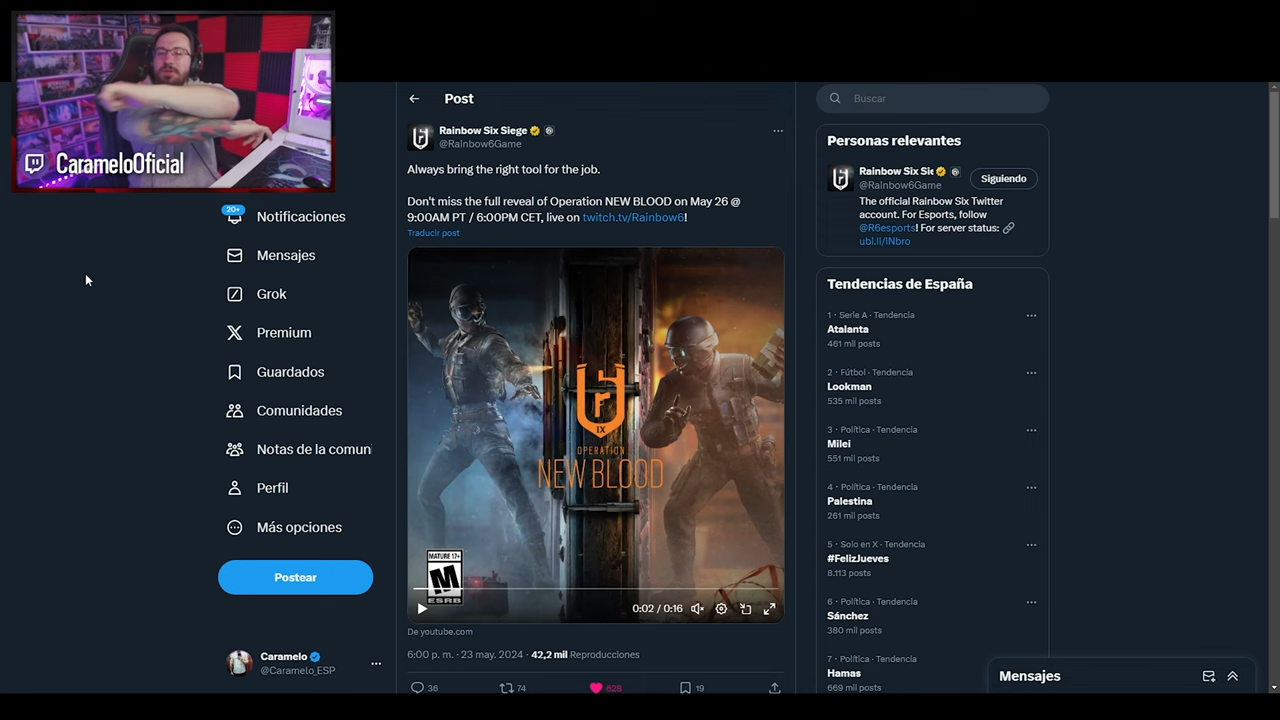 CarameloOficial
20+
Notificaciones
Mensajes
Grok
Premium
Guardados
Comunidades
Notas de la comuni
Perfil
Más opciones
Postear
Caramelo
@Caramelo_ESP
Post
Rainbow Six Siege
@Rainbow6Game
Always bring the right tool for the job.
Don't miss the full reveal of Operation NEW BLOOD on May 26 @
9:00AM PT / 6:00PM CET, live on twitch.tv/Rainbow6!
Traducir post
IX
OPERATION
NEW BLOOD
MATURE 17+
M
ESRB
0:02 / 0:16
De youtube.com
6:00 p. m. · 23 may. 2024 · 42,2 mil Reproducciones
36
74
628
19
Buscar
Personas relevantes
Rainbow Six Sie
@Rainbow6Game
Siguiendo
The official Rainbow Six Twitter
account. For Esports, follow
@R6esports! For server status: 🔗
ubi.li/lNbro
Tendencias de España
1 · Serie A · Tendencia
Atalanta
461 mil posts
2 · Fútbol · Tendencia
Lookman
535 mil posts
3 · Política · Tendencia
Milei
551 mil posts
4 · Política · Tendencia
Palestina
261 mil posts
5 · Solo en X · Tendencia
#FelizJueves
8.113 posts
6 · Política · Tendencia
Sánchez
380 mil posts
7 · Política · Tendencia
Hamas
669 mil posts
Mensajes